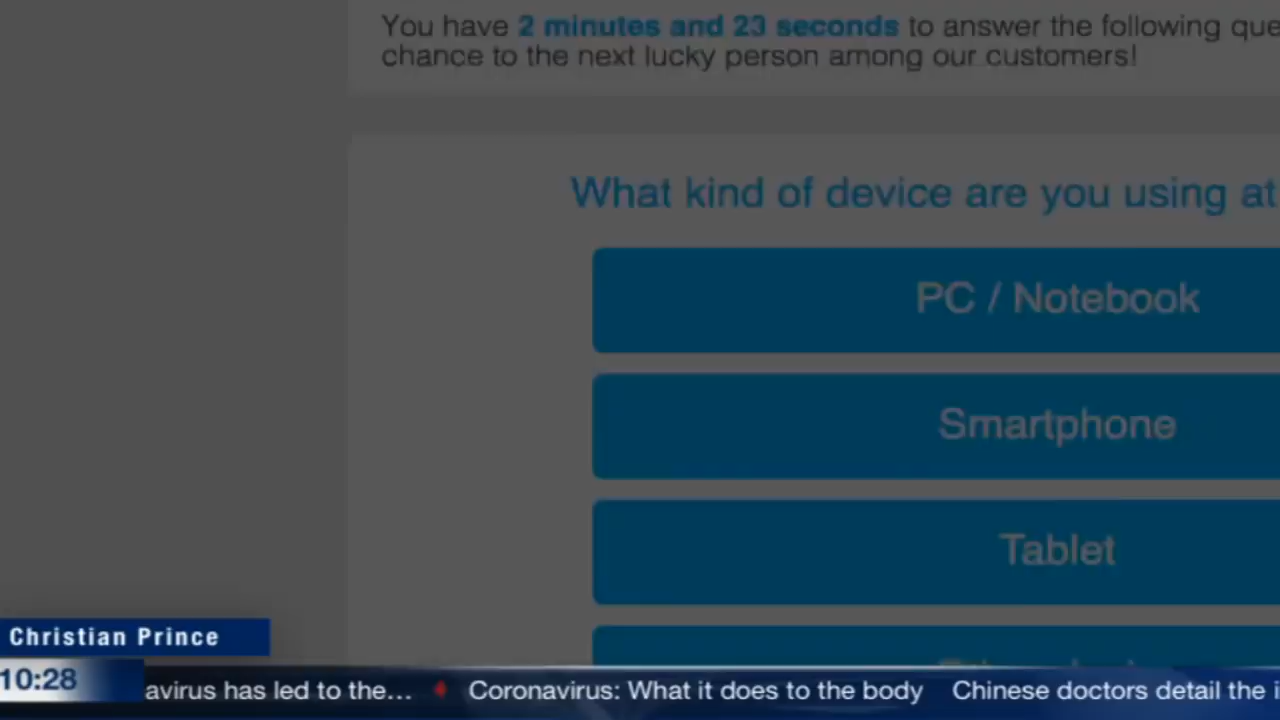 You have 2 minutes and 23 seconds to answer the following que
chance to the next lucky person among our customers!
What kind of device are you using at
PC / Notebook
Smartphone
Tablet
Christian Prince
10:28
avirus has led to the... Coronavirus: What it does to the body Chinese doctors detail the i